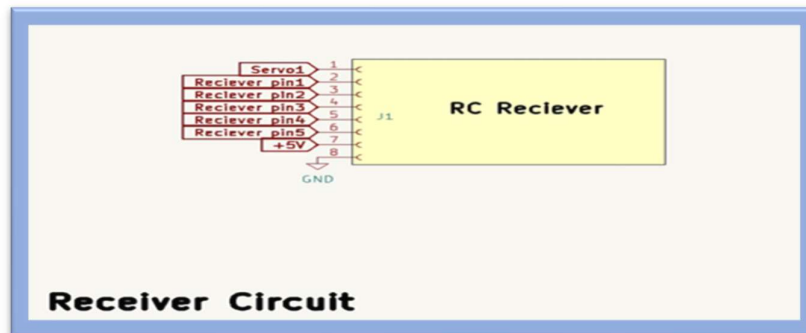 Servo1 1
Reciever pin1 2
Reciever pin2 3
Reciever pin3 4
Reciever pin4 5
Reciever pin5 6
+5V 7
8
GND
J1
RC Reciever
Receiver Circuit